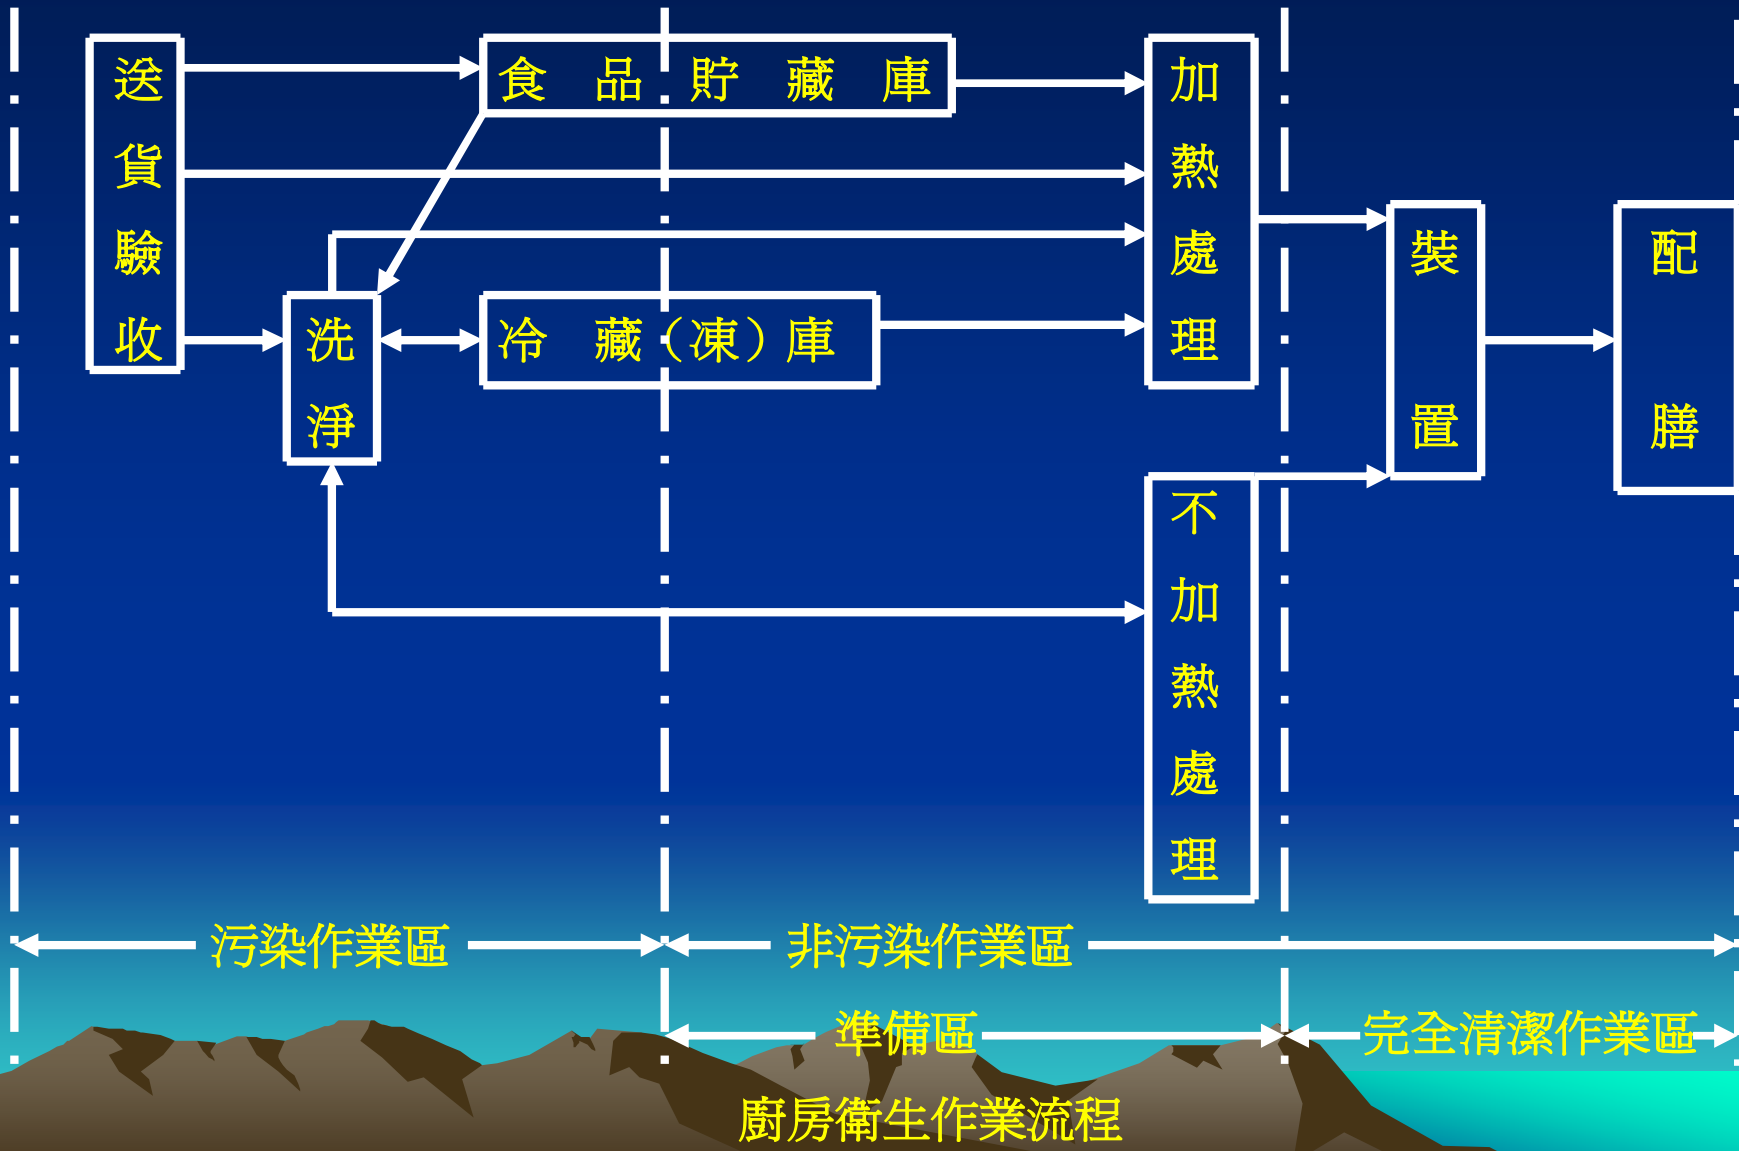 送貨驗收
食品貯藏庫
加熱處理
洗淨
冷藏（凍）庫
裝置
配膳
不加熱處理
污染作業區
非污染作業區
準備區
完全清潔作業區
廚房衛生作業流程